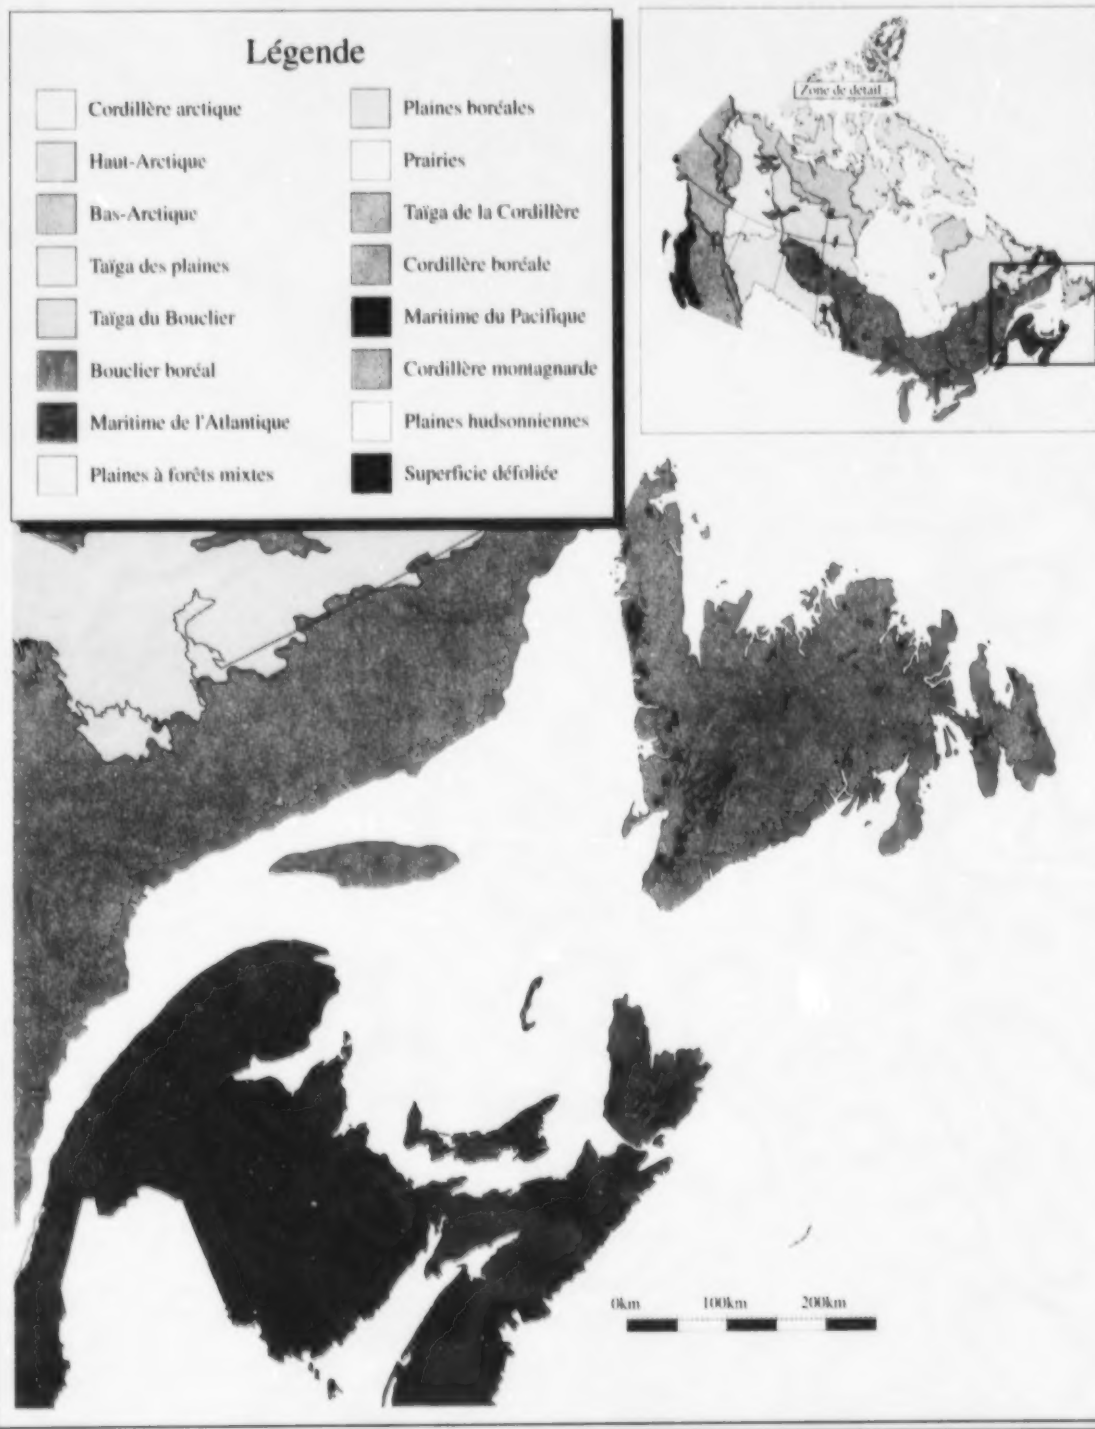 Légende
Cordillère arctique
Haut-Arctique
Bas-Arctique
Taïga des plaines
Taïga du Bouclier
Bouclier boréal
Maritime de l'Atlantique
Plaines à forêts mixtes
Plaines boréales
Prairies
Taïga de la Cordillère
Cordillère boréale
Maritime du Pacifique
Cordillère montagnarde
Plaines hudsonniennes
Superficie défoliée
Zone de détail :
0km 100km 200km